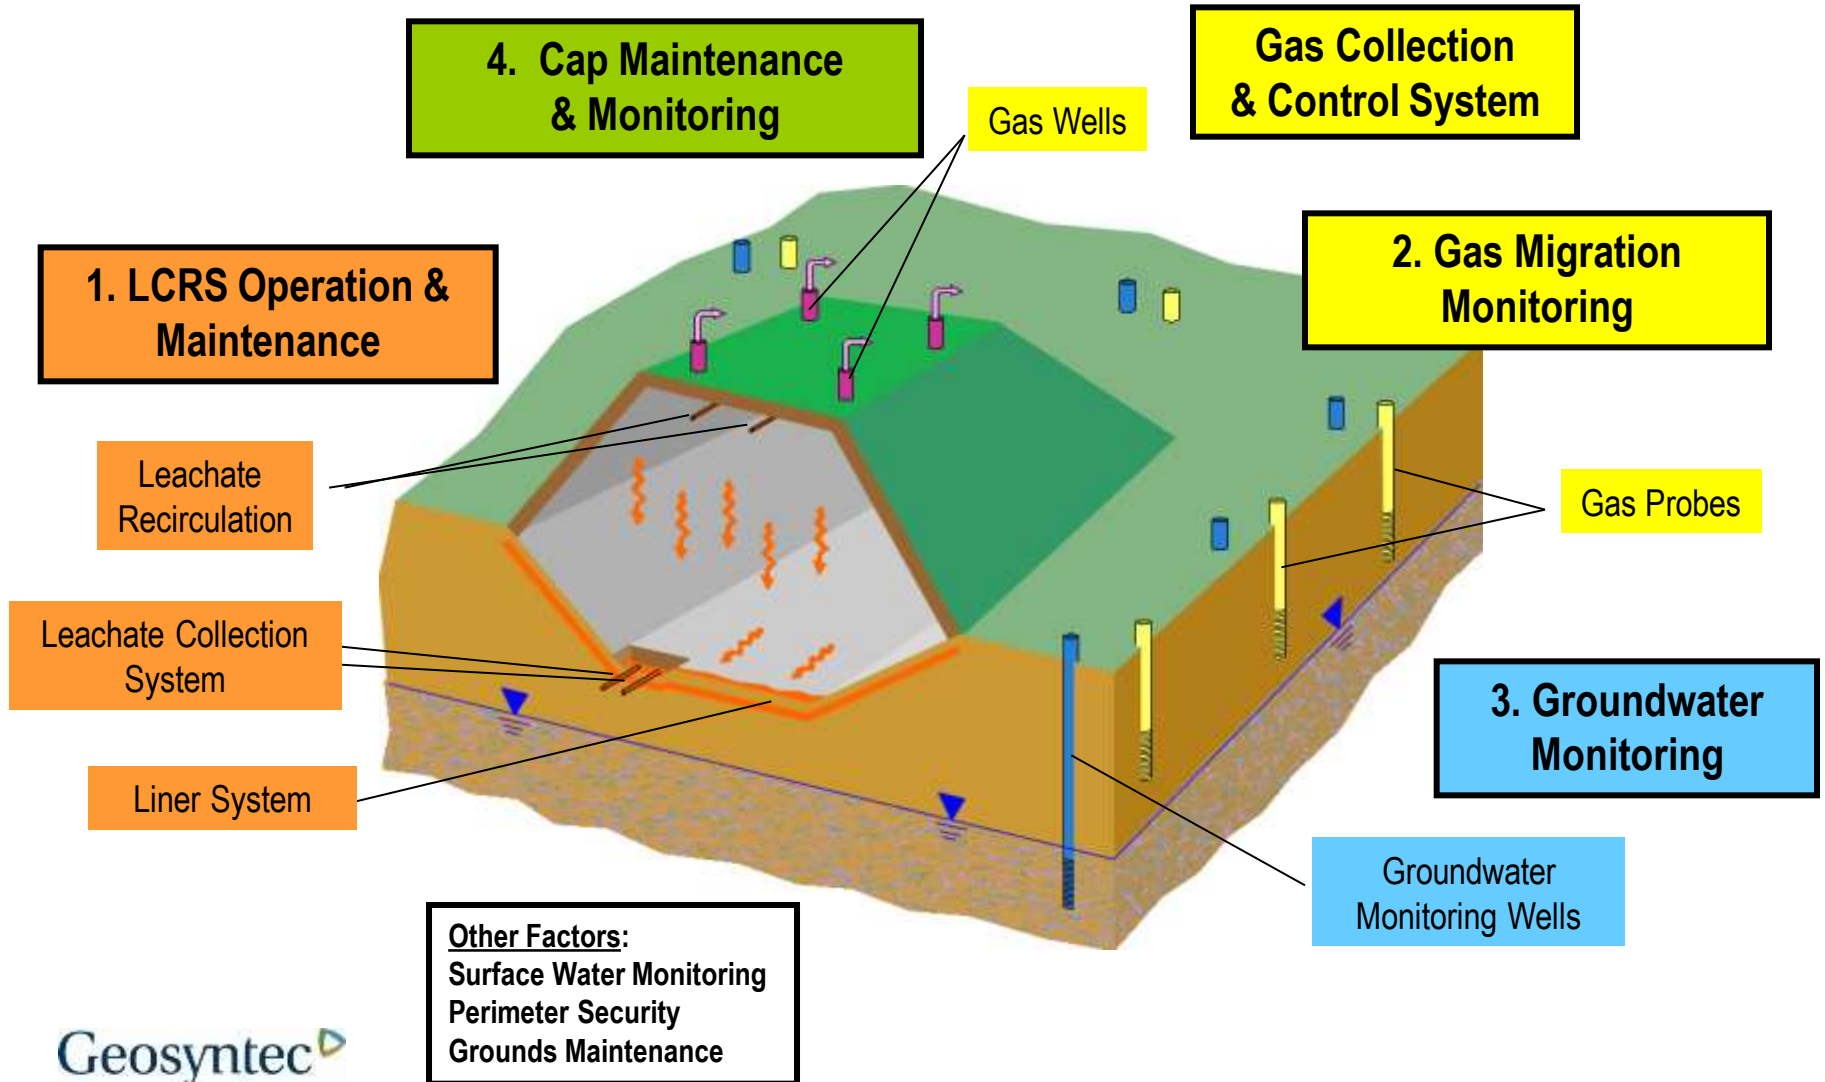 4.  Cap Maintenance
& Monitoring
Gas Collection
& Control System
Gas Wells
1. LCRS Operation &
Maintenance
2. Gas Migration
Monitoring
Leachate
Recirculation
Gas Probes
Leachate Collection
System
3. Groundwater
Monitoring
Liner System
Groundwater
Monitoring Wells
Other Factors:
Surface Water Monitoring
Perimeter Security
Grounds Maintenance
Geosyntec